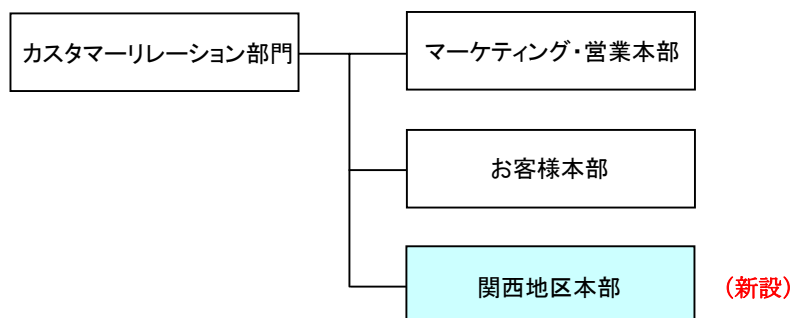 カスタマーリレーション部門
マーケティング・営業本部
お客様本部
関西地区本部
(新設)